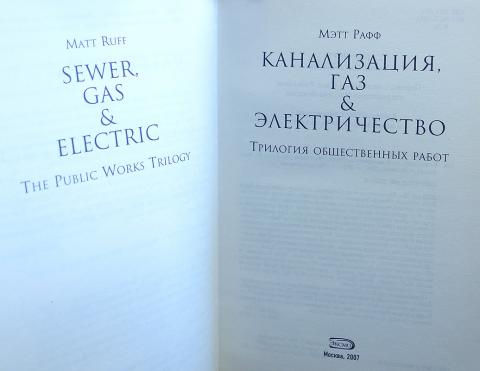 Matt Ruff
Sewer,
Gas
&
Electric
The Public Works Trilogy
Мэтт Рафф
Канализация,
газ
&
электричество
Трилогия общественных работ
ЭКСМО
Москва, 2007